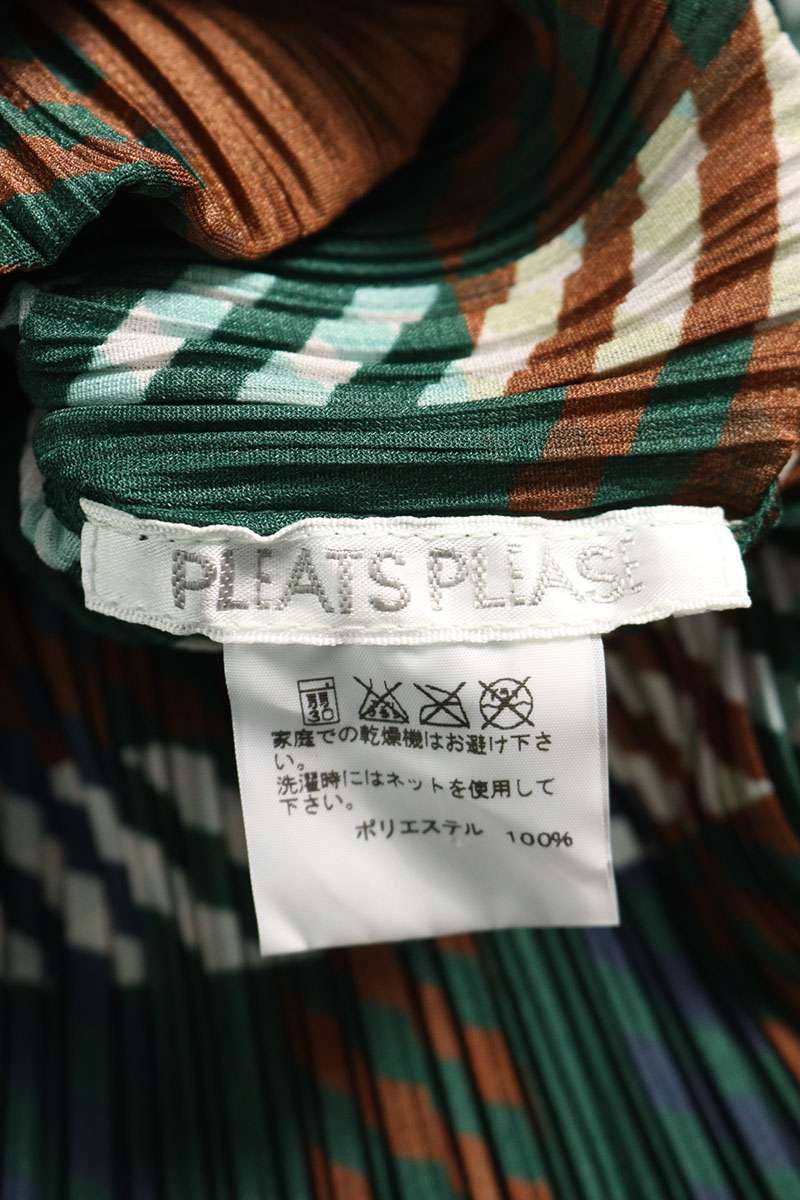 PLEATS PLEASE
30
家庭での乾燥機はお避け下さ
い。
洗濯時にはネットを使用して
下さい。
ポリエステル 100%